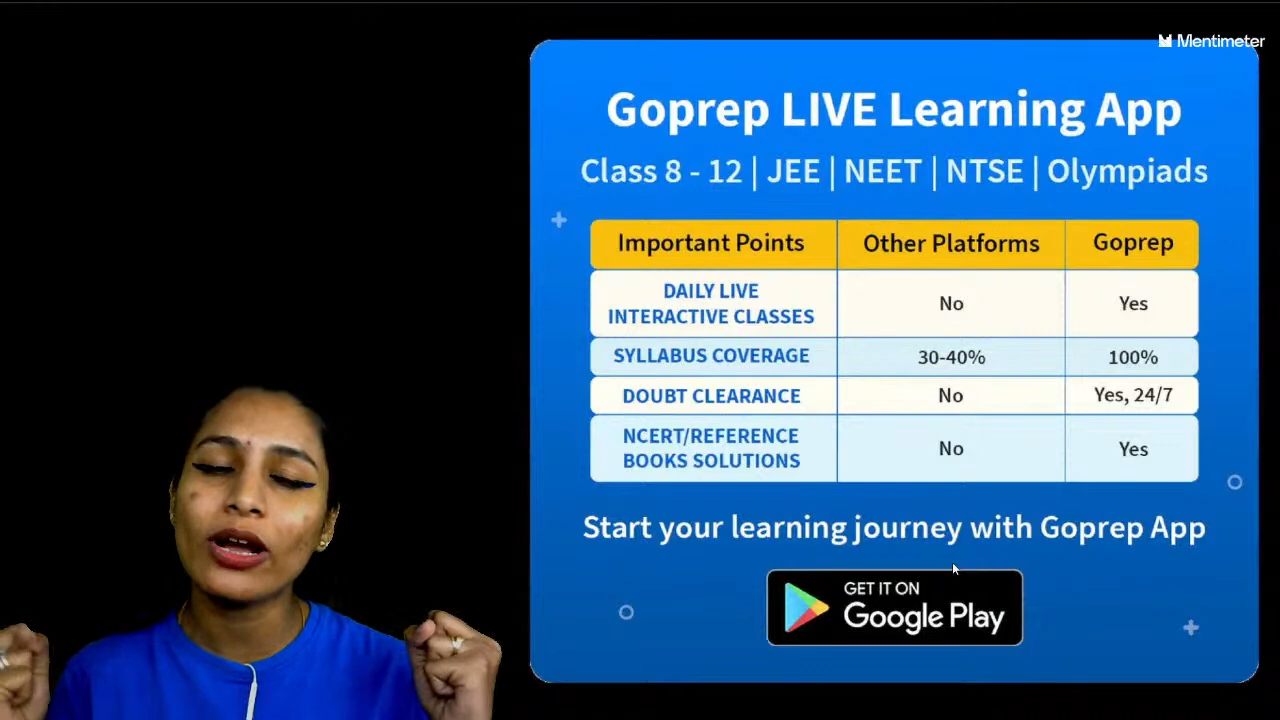 Mentimeter
Goprep LIVE Learning App
Class 8 - 12 | JEE | NEET | NTSE | Olympiads
Important Points Other Platforms Goprep
DAILY LIVE
INTERACTIVE CLASSES No Yes
SYLLABUS COVERAGE 30-40% 100%
DOUBT CLEARANCE No Yes, 24/7
NCERT/REFERENCE
BOOKS SOLUTIONS No Yes
Start your learning journey with Goprep App
GET IT ON
Google Play